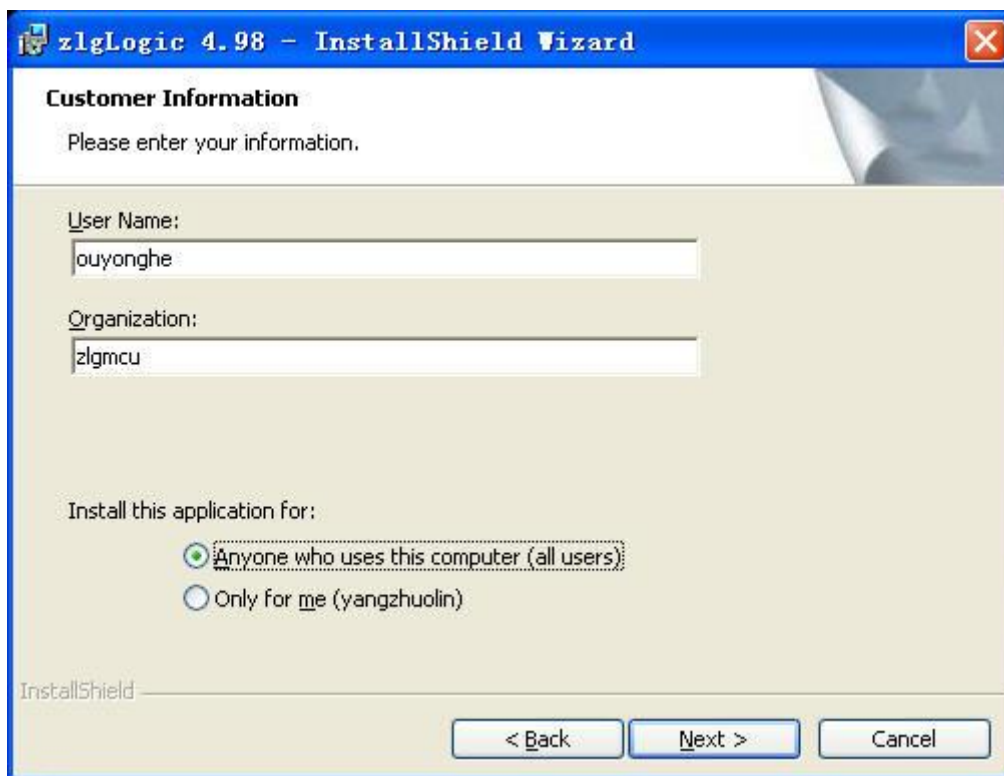 zlgLogic 4.98 - InstallShield Wizard
Customer Information
Please enter your information.
User Name:
ouyonghe
Organization:
zlgmcu
Install this application for:
Anyone who uses this computer (all users)
Only for me (yangzhuolin)
InstallShield
< Back Next > Cancel